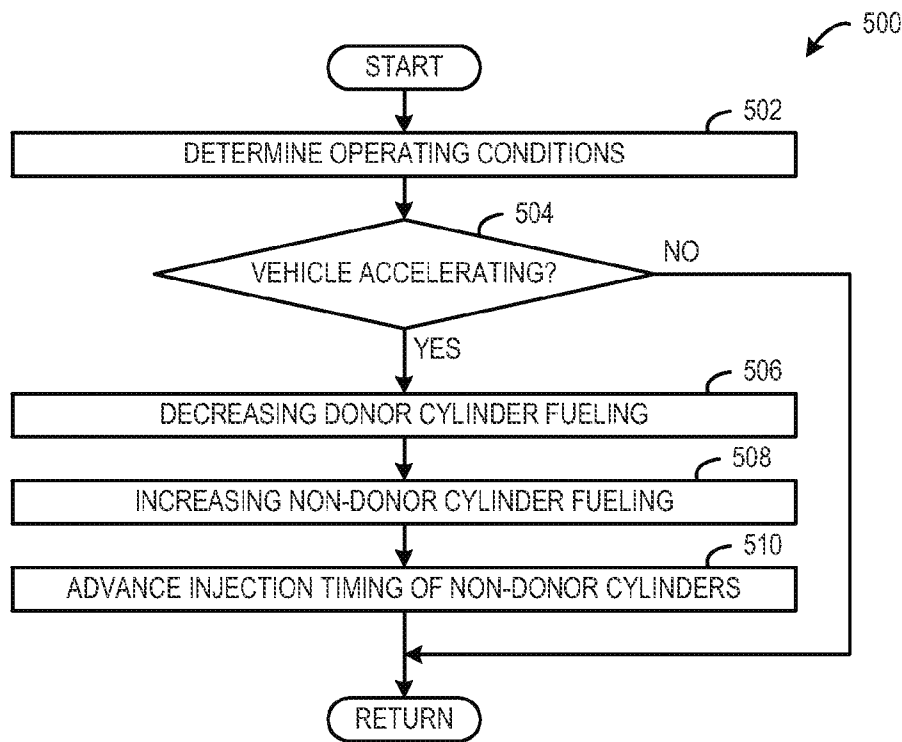 500
START
502
DETERMINE OPERATING CONDITIONS
504
VEHICLE ACCELERATING?
NO
YES
506
DECREASING DONOR CYLINDER FUELING
508
INCREASING NON-DONOR CYLINDER FUELING
510
ADVANCE INJECTION TIMING OF NON-DONOR CYLINDERS
RETURN